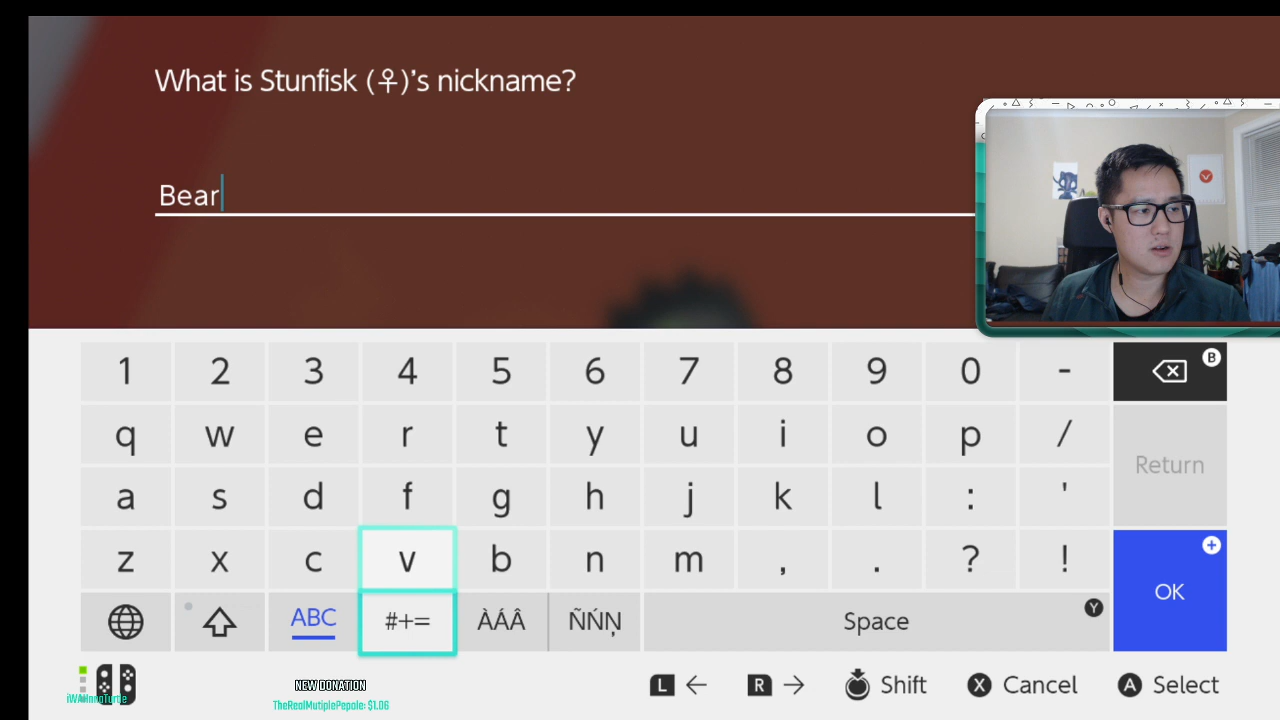 What is Stunfisk (♀)'s nickname?
Bear
1 2 3 4 5 6 7 8 9 0 -
B
q w e r t y u i o p /
Return
a s d f g h j k l : '
z x c v b n m , . ? !
+
OK
ABC #+= ÀÁÂ ÑŃŅ Space
Y
L ← R → Shift X Cancel A Select
NEW DONATION
TheRealMutiplePepole: $1.06